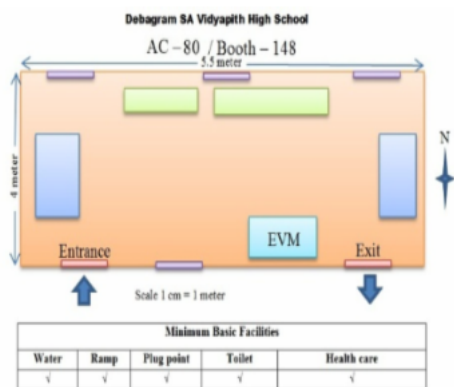 Debagram SA Vidyapith High School
AC – 80 / Booth – 148
5.5 meter
4 meter
N
EVM
Entrance
Exit
Scale 1 cm = 1 meter
Minimum Basic Facilities
Water Ramp Plug point Toilet Health care
√ √ √ √ √